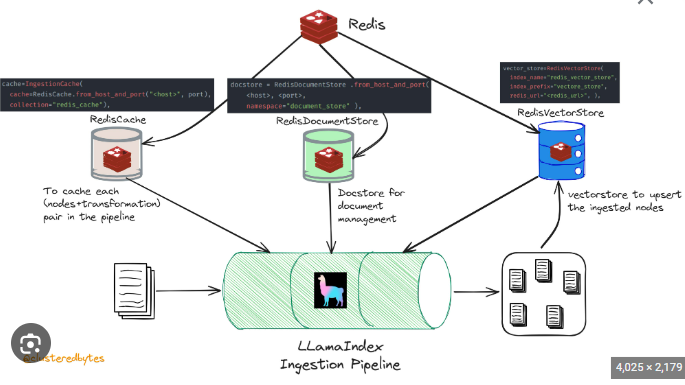 Redis
cache=IngestionCache(
cache=RedisCache.from_host_and_port("<host>", port),
collection="redis_cache"),
docstore = RedisDocumentStore .from_host_and_port(
<host>, <port>,
namespace="document_store" ),
vector_store=RedisVectorStore(
index_name="redis_vector_store",
index_prefix="vectore_store",
redis_url="<redis_url>", ),
RedisCache
RedisDocumentStore
RedisVectorStore
To cache each
(nodes+transformation)
pair in the pipeline
Docstore for
document
management
vectorstore to upsert
the ingested nodes
LLamaIndex
Ingestion Pipeline
clusteredbytes
4,025 × 2,179